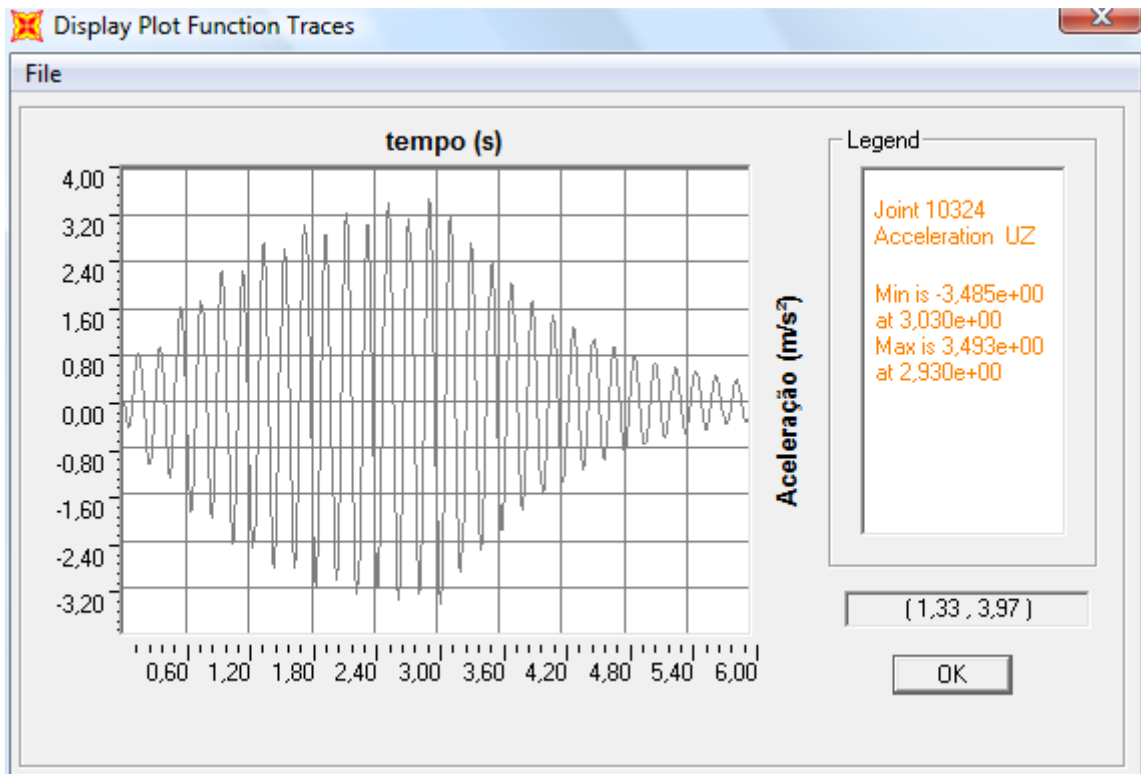 Display Plot Function Traces
File
tempo (s)
4,00
3,20
2,40
1,60
0,80
0,00
-0,80
-1,60
-2,40
-3,20
0,60 1,20 1,80 2,40 3,00 3,60 4,20 4,80 5,40 6,00
Aceleração (m/s²)
Legend
Joint 10324
Acceleration UZ
Min is -3,485e+00
at 3,030e+00
Max is 3,493e+00
at 2,930e+00
( 1,33 , 3,97 )
OK